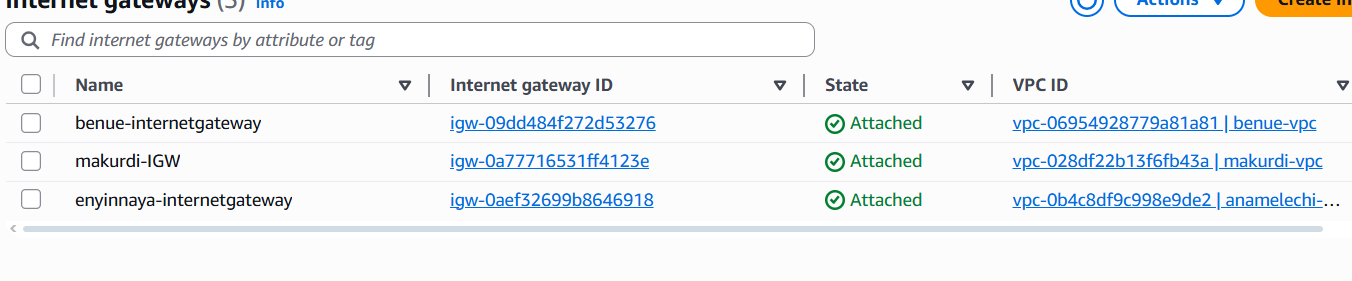 Internet gateways (3) Info Actions Create in
Find internet gateways by attribute or tag
Name Internet gateway ID State VPC ID
benue-internetgateway igw-09dd484f272d53276 Attached vpc-06954928779a81a81 | benue-vpc
makurdi-IGW igw-0a77716531ff4123e Attached vpc-028df22b13f6fb43a | makurdi-vpc
enyinnaya-internetgateway igw-0aef32699b8646918 Attached vpc-0b4c8df9c998e9de2 | anamelechi-...